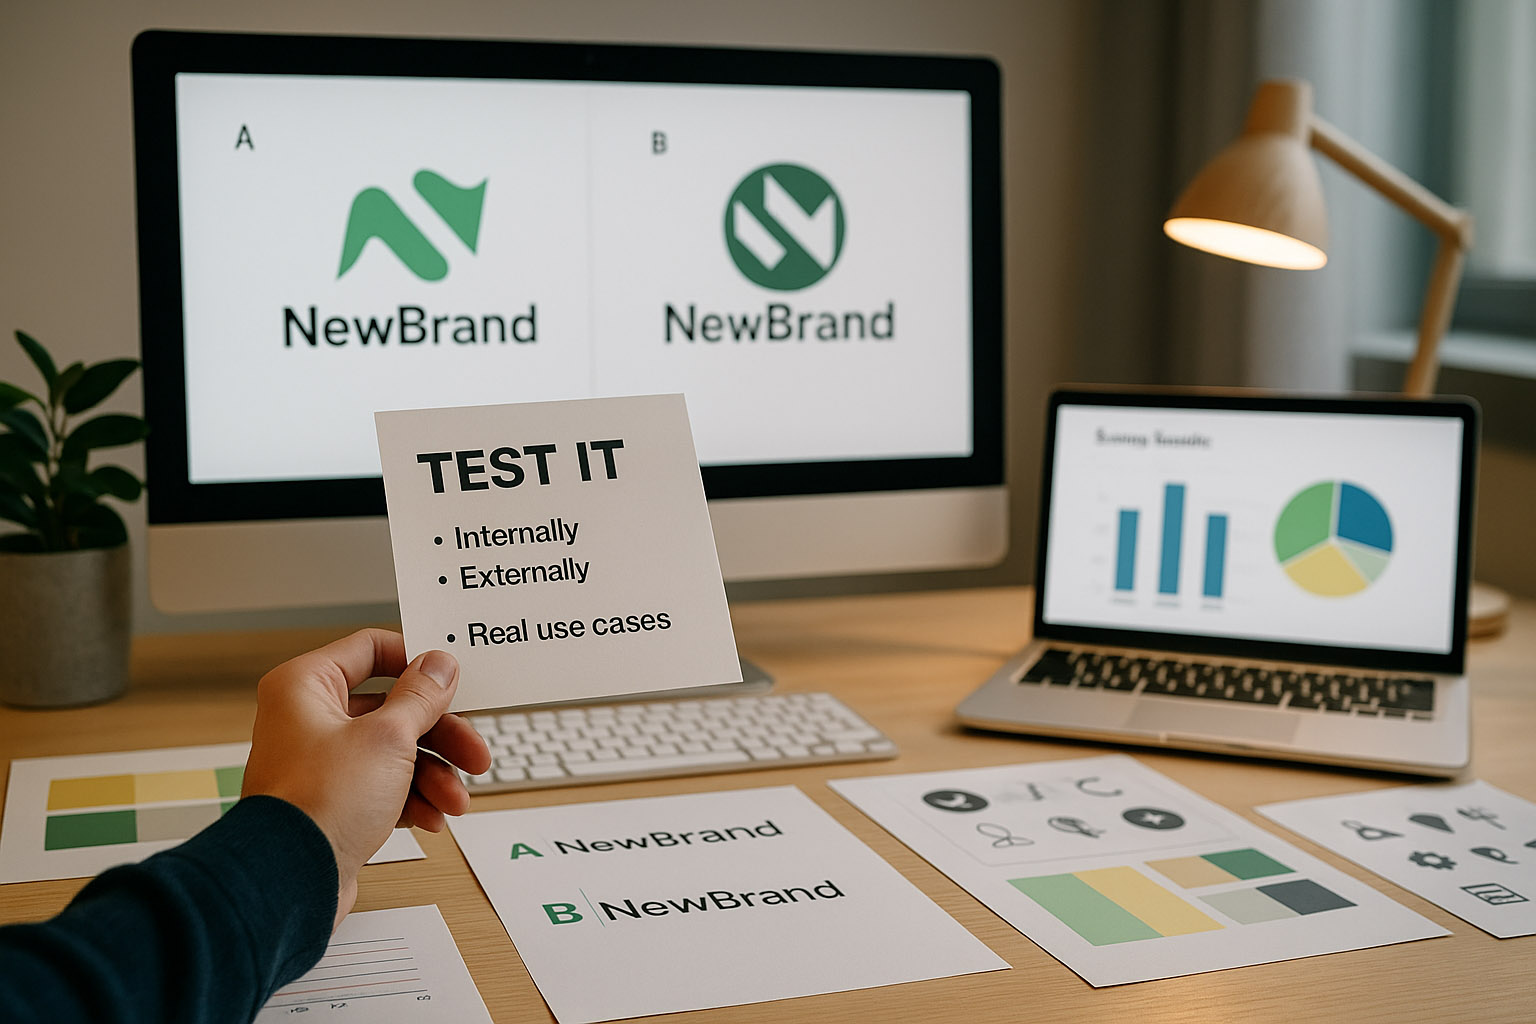 A
B
NewBrand
NewBrand
TEST IT
• Internally
• Externally
• Real use cases
A NewBrand
B NewBrand